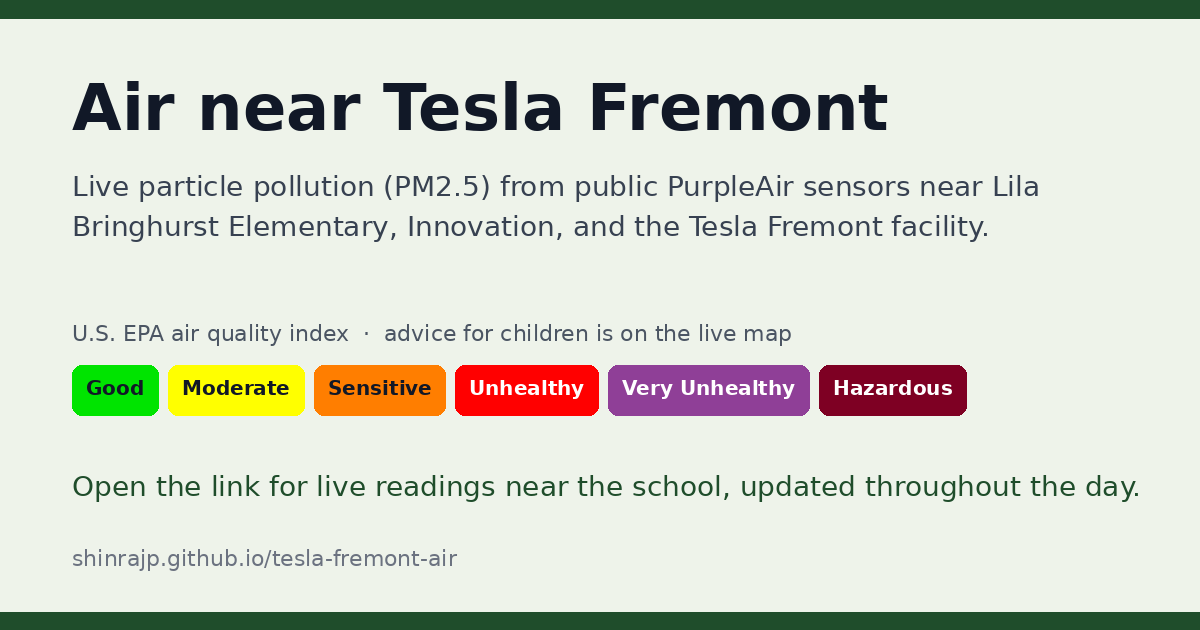 Air near Tesla Fremont
Live particle pollution (PM2.5) from public PurpleAir sensors near Lila
Bringhurst Elementary, Innovation, and the Tesla Fremont facility.
U.S. EPA air quality index · advice for children is on the live map
Good Moderate Sensitive Unhealthy Very Unhealthy Hazardous
Open the link for live readings near the school, updated throughout the day.
shinrajp.github.io/tesla-fremont-air